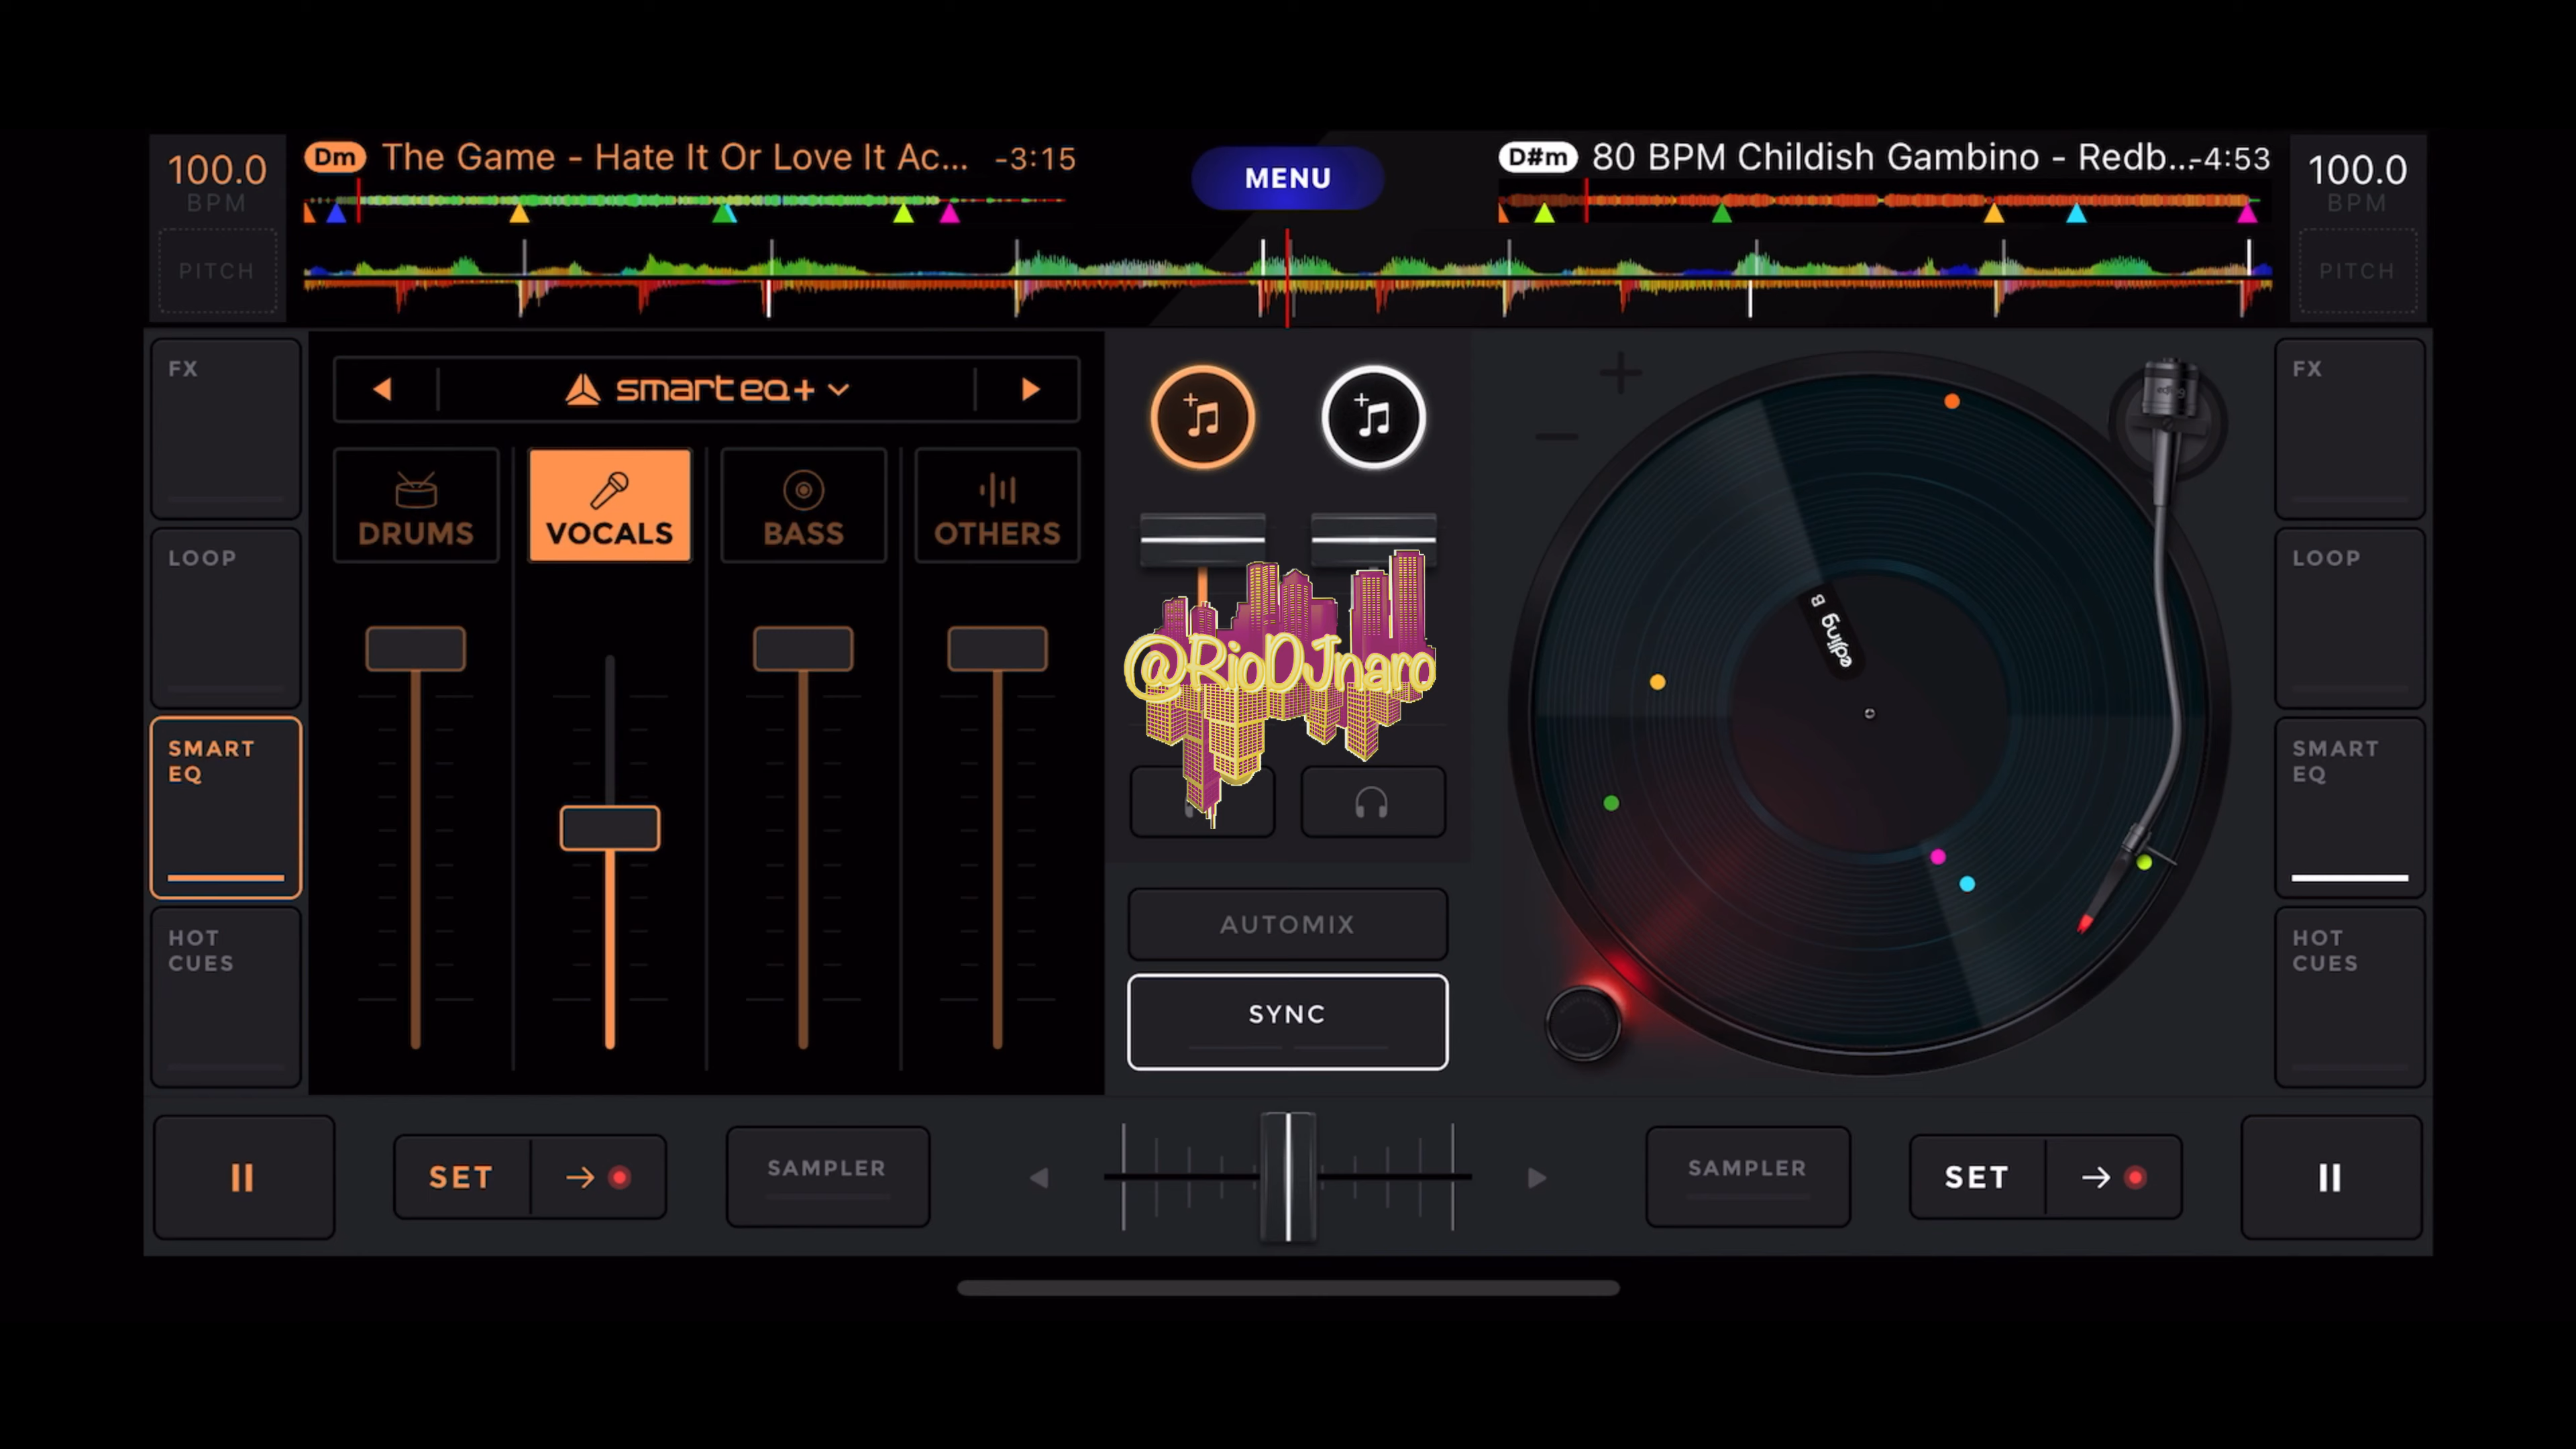 100.0
BPM
PITCH
Dm The Game - Hate It Or Love It Ac... -3:15
MENU
D#m 80 BPM Childish Gambino - Redb...-4:53
100.0
BPM
PITCH
FX
LOOP
SMART
EQ
HOT
CUES
smart eq+
DRUMS
VOCALS
BASS
OTHERS
@RioDJnaro
AUTOMIX
SYNC
edjing B
edjing
FX
LOOP
SMART
EQ
HOT
CUES
SET
SAMPLER
SAMPLER
SET